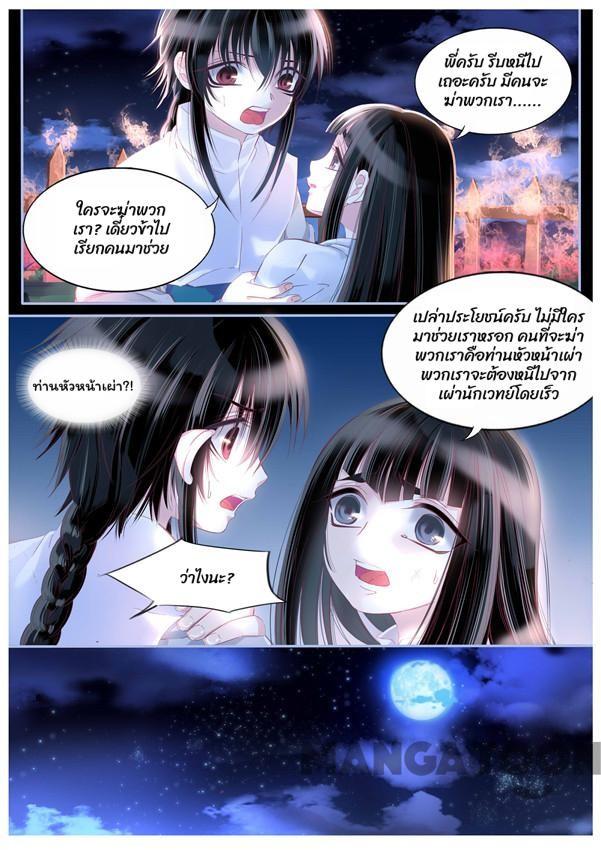 พี่ครับ รีบหนีไป
เถอะครับ มีคนจะ
ฆ่าพวกเรา......
ใครจะฆ่าพวก
เรา? เดี๋ยวข้าไป
เรียกคนมาช่วย
เปล่าประโยชน์ครับ ไม่มีใคร
มาช่วยเราหรอก คนที่จะฆ่า
พวกเราคือท่านหัวหน้าเผ่า
พวกเราจะต้องหนีไปจาก
เผ่านักเวทย์โดยเร็ว
ท่านหัวหน้าเผ่า?!
ว่าไงนะ?
MANGATOON